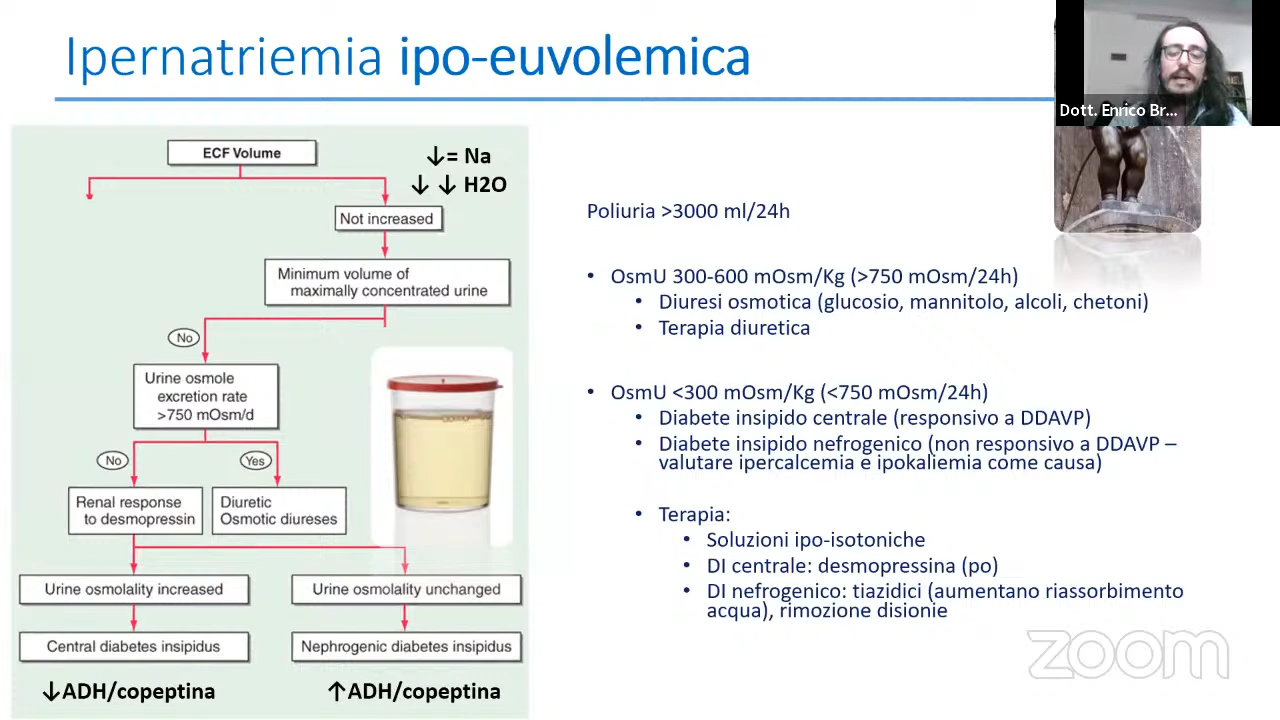 Ipernatriemia ipo-euvolemica
Dott. Enrico Br...
ECF Volume
↓= Na
↓ ↓ H2O
Not increased
Minimum volume of
maximally concentrated urine
No
Urine osmole
excretion rate
>750 mOsm/d
No
Yes
Renal response
to desmopressin
Diuretic
Osmotic diureses
Urine osmolality increased
Urine osmolality unchanged
Central diabetes insipidus
Nephrogenic diabetes insipidus
↓ADH/copeptina
↑ADH/copeptina
Poliuria >3000 ml/24h
• OsmU 300-600 mOsm/Kg (>750 mOsm/24h)
• Diuresi osmotica (glucosio, mannitolo, alcoli, chetoni)
• Terapia diuretica
• OsmU <300 mOsm/Kg (<750 mOsm/24h)
• Diabete insipido centrale (responsivo a DDAVP)
• Diabete insipido nefrogenico (non responsivo a DDAVP –
valutare ipercalcemia e ipokaliemia come causa)
• Terapia:
• Soluzioni ipo-isotoniche
• DI centrale: desmopressina (po)
• DI nefrogenico: tiazidici (aumentano riassorbimento
acqua), rimozione disionie
zoom